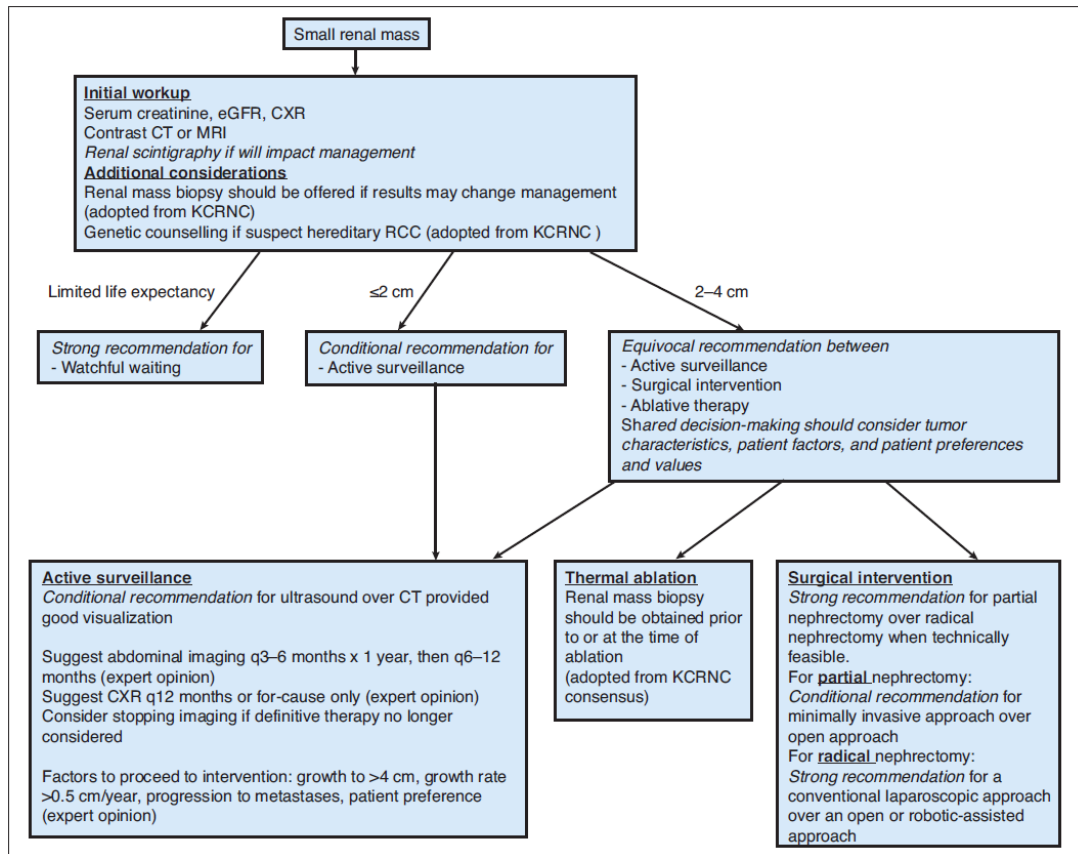 Small renal mass
Initial workup
Serum creatinine, eGFR, CXR
Contrast CT or MRI
Renal scintigraphy if will impact management
Additional considerations
Renal mass biopsy should be offered if results may change management
(adopted from KCRNC)
Genetic counselling if suspect hereditary RCC (adopted from KCRNC )
Limited life expectancy
≤2 cm
2–4 cm
Strong recommendation for
- Watchful waiting
Conditional recommendation for
- Active surveillance
Equivocal recommendation between
- Active surveillance
- Surgical intervention
- Ablative therapy
Shared decision-making should consider tumor
characteristics, patient factors, and patient preferences
and values
Active surveillance
Conditional recommendation for ultrasound over CT provided
good visualization
Suggest abdominal imaging q3–6 months x 1 year, then q6–12
months (expert opinion)
Suggest CXR q12 months or for-cause only (expert opinion)
Consider stopping imaging if definitive therapy no longer
considered
Factors to proceed to intervention: growth to >4 cm, growth rate
>0.5 cm/year, progression to metastases, patient preference
(expert opinion)
Thermal ablation
Renal mass biopsy
should be obtained prior
to or at the time of
ablation
(adopted from KCRNC
consensus)
Surgical intervention
Strong recommendation for partial
nephrectomy over radical
nephrectomy when technically
feasible.
For partial nephrectomy:
Conditional recommendation for
minimally invasive approach over
open approach
For radical nephrectomy:
Strong recommendation for a
conventional laparoscopic approach
over an open or robotic-assisted
approach